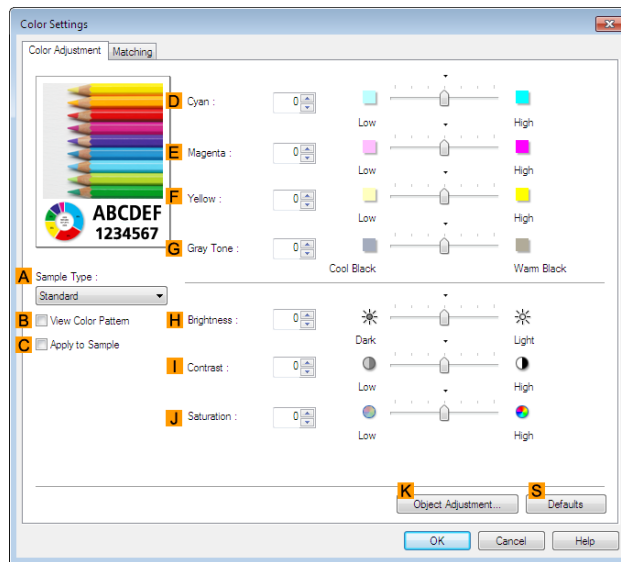 Color Settings
Color Adjustment Matching
D Cyan : 0
Low High
E Magenta : 0
Low High
F Yellow : 0
Low High
ABCDEF
1234567
G Gray Tone : 0
Cool Black Warm Black
A Sample Type :
Standard
B View Color Pattern
H Brightness : 0
Dark Light
C Apply to Sample
I Contrast : 0
Low High
J Saturation : 0
Low High
K Object Adjustment...
S Defaults
OK Cancel Help